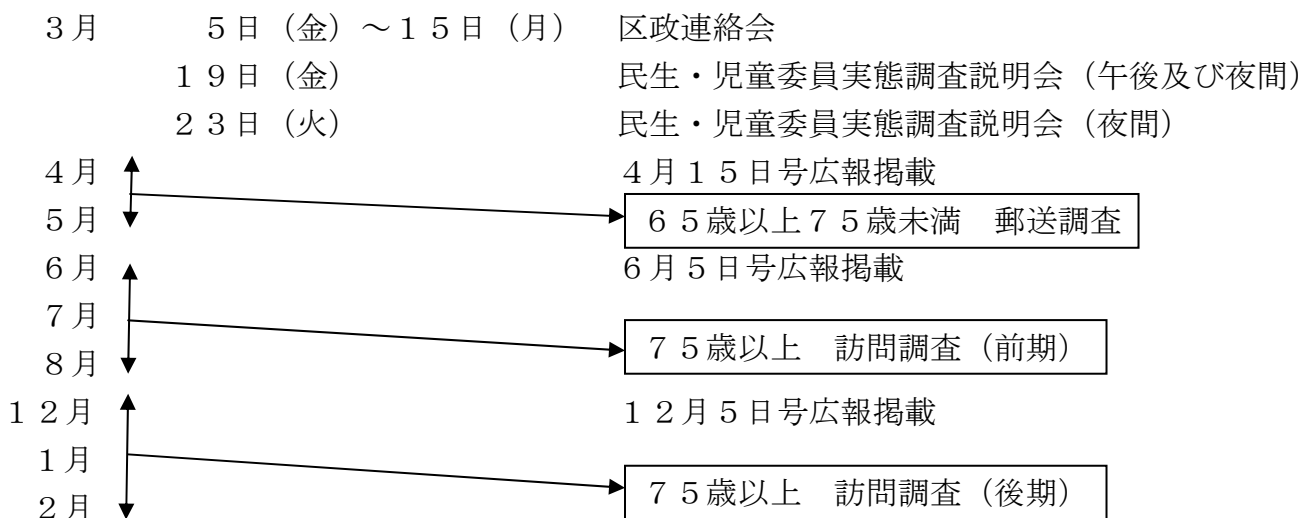 ３月　　　５日（金）～１５日（月）　区政連絡会
１９日（金）　民生・児童委員実態調査説明会（午後及び夜間）
２３日（火）　民生・児童委員実態調査説明会（夜間）
４月　４月１５日号広報掲載
５月　６５歳以上７５歳未満　郵送調査
６月　６月５日号広報掲載
７月
７５歳以上　訪問調査（前期）
８月
１２月　１２月５日号広報掲載
１月
７５歳以上　訪問調査（後期）
２月